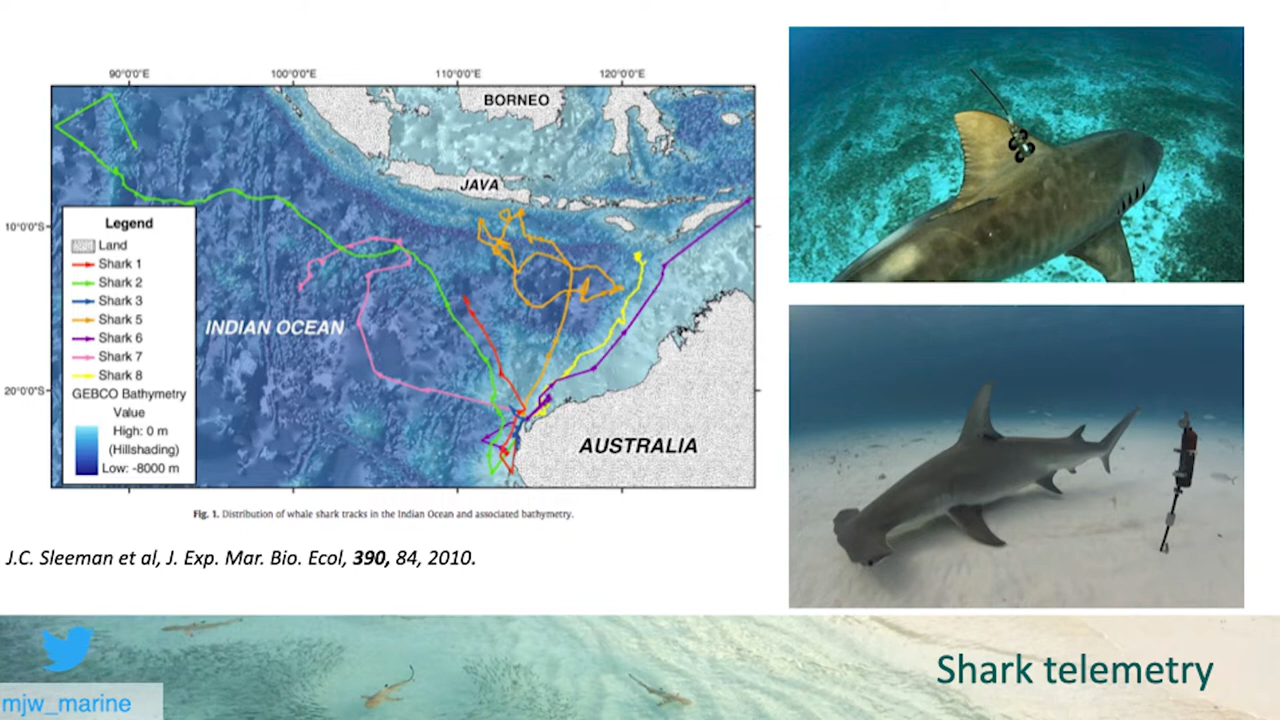 90°0'0"E 100°0'0"E 110°0'0"E 120°0'0"E
BORNEO
JAVA
10°0'0"S
Legend
Land
Shark 1
Shark 2
Shark 3
Shark 5
Shark 6
Shark 7
Shark 8
GEBCO Bathymetry
Value
High: 0 m
(Hillshading)
Low: -8000 m
INDIAN OCEAN
20°0'0"S
AUSTRALIA
Fig. 1. Distribution of whale shark tracks in the Indian Ocean and associated bathymetry.
J.C. Sleeman et al, J. Exp. Mar. Bio. Ecol, 390, 84, 2010.
Shark telemetry
mjw_marine